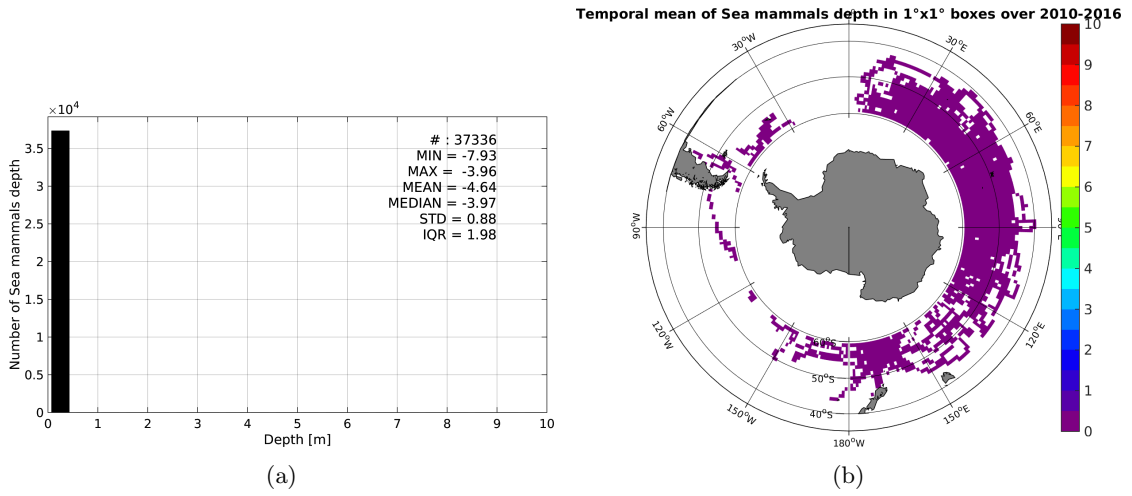 ×10⁴
Number of Sea mammals depth
3.5
3
2.5
2
1.5
1
0.5
0
# : 37336
MIN = -7.93
MAX = -3.96
MEAN = -4.64
MEDIAN = -3.97
STD = 0.88
IQR = 1.98
0 1 2 3 4 5 6 7 8 9 10
Depth [m]
(a)
Temporal mean of Sea mammals depth in 1°x1° boxes over 2010-2016
30°W
30°E
60°W
60°E
90°W
120°W
120°E
150°W
150°E
180°W
60°S
50°S
40°S
10
9
8
7
6
5
4
3
2
1
0
(b)